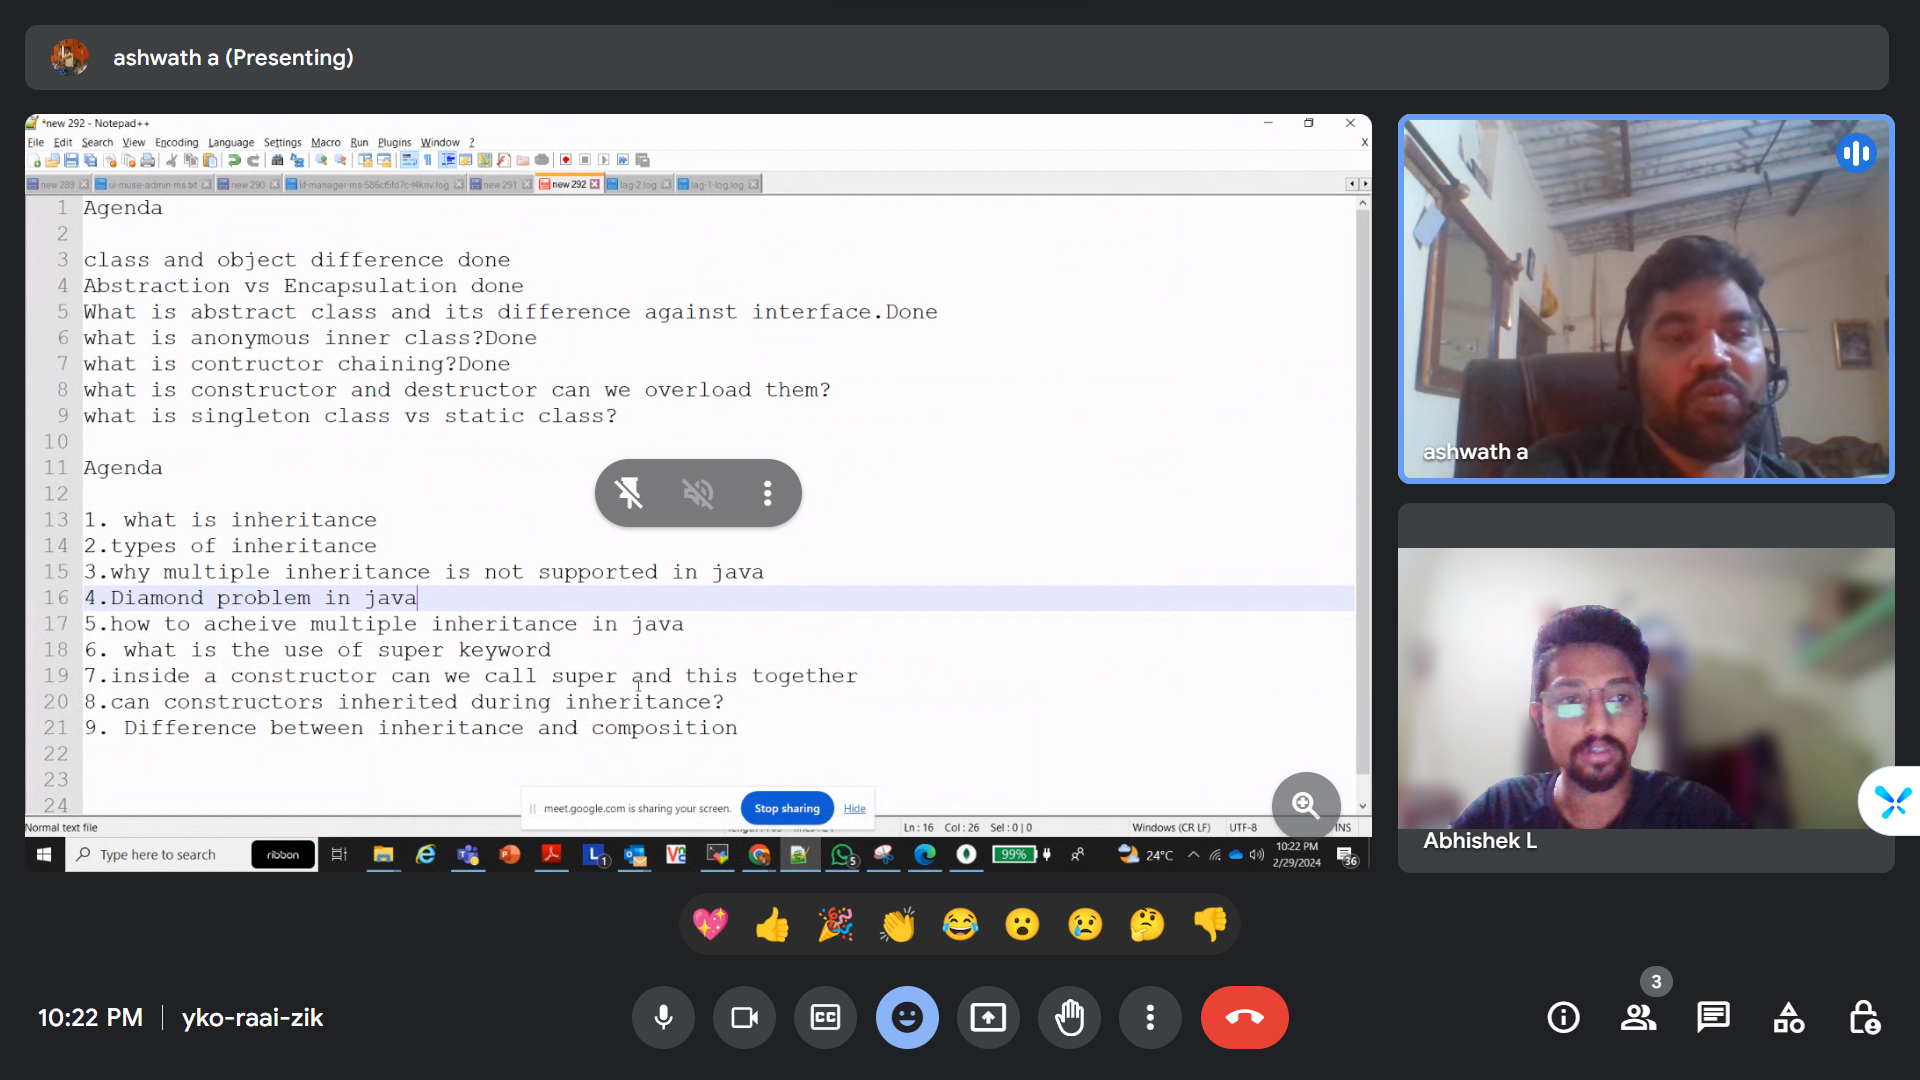 ashwath a (Presenting)
*new 292 - Notepad++
File Edit Search View Encoding Language Settings Macro Run Plugins Window ?
X
new 289 ui-muse-admin-ms.txt new 290 lf-manager-ms-586cf5fd7c-t4knv.log new 291 new 292 lag-2.log lag-1-log.log
1 Agenda
2
3 class and object difference done
4 Abstraction vs Encapsulation done
5 What is abstract class and its difference against interface.Done
6 what is anonymous inner class?Done
7 what is contructor chaining?Done
8 what is constructor and destructor can we overload them?
9 what is singleton class vs static class?
10
11 Agenda
12
13 1. what is inheritance
14 2.types of inheritance
15 3.why multiple inheritance is not supported in java
16 4.Diamond problem in java
17 5.how to acheive multiple inheritance in java
18 6. what is the use of super keyword
19 7.inside a constructor can we call super and this together
20 8.can constructors inherited during inheritance?
21 9. Difference between inheritance and composition
22
23
24
meet.google.com is sharing your screen. Stop sharing Hide
Normal text file Ln : 16 Col : 26 Sel : 0 | 0 Windows (CR LF) UTF-8 INS
Type here to search ribbon 1 5 99% 24°C 10:22 PM
2/29/2024 36
ashwath a
Abhishek L
10:22 PM | yko-raai-zik
CC
3